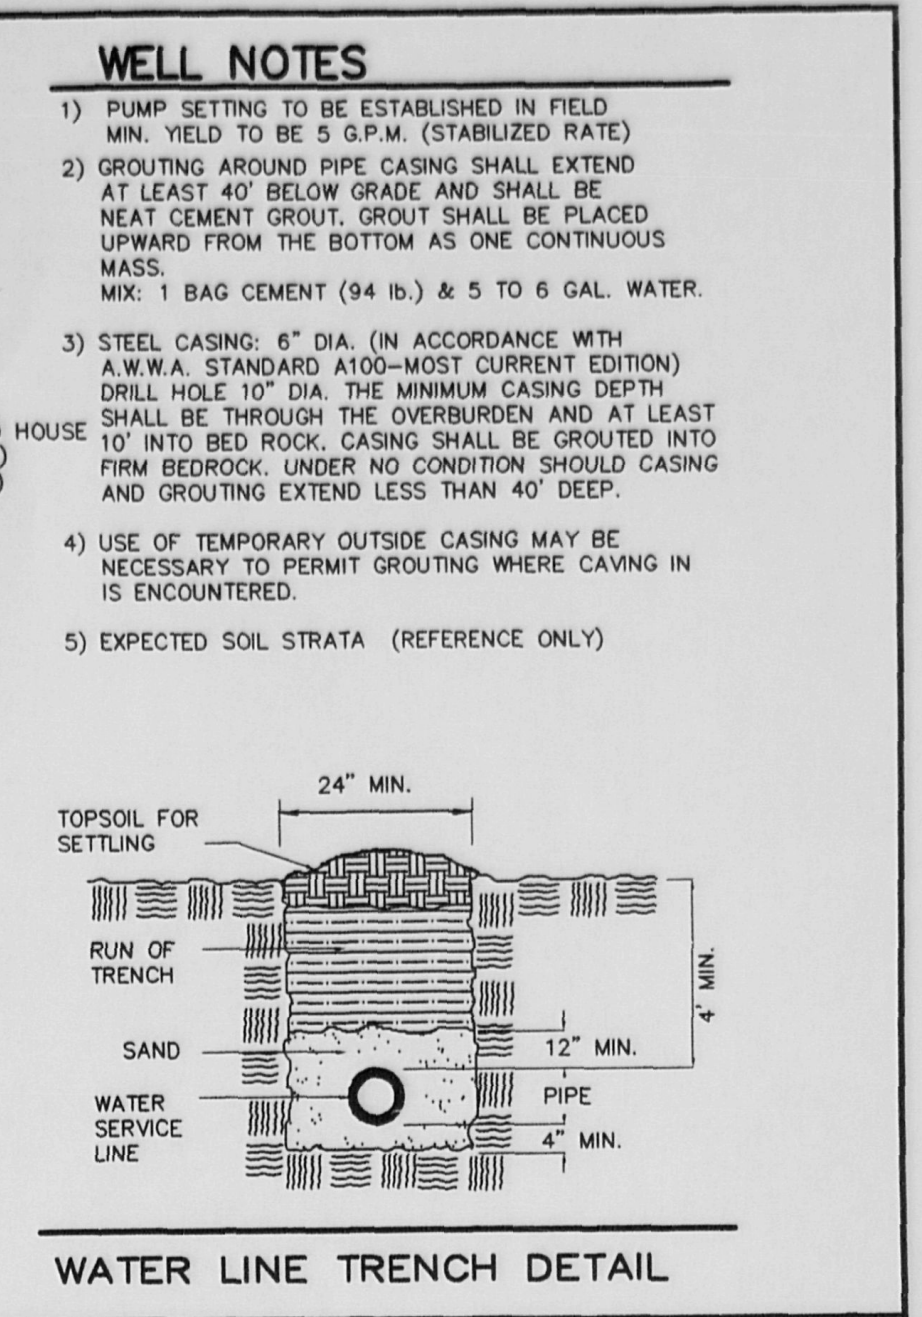 WELL NOTES
1) PUMP SETTING TO BE ESTABLISHED IN FIELD
MIN. YIELD TO BE 5 G.P.M. (STABILIZED RATE)
2) GROUTING AROUND PIPE CASING SHALL EXTEND
AT LEAST 40' BELOW GRADE AND SHALL BE
NEAT CEMENT GROUT. GROUT SHALL BE PLACED
UPWARD FROM THE BOTTOM AS ONE CONTINUOUS
MASS.
MIX: 1 BAG CEMENT (94 lb.) & 5 TO 6 GAL. WATER.
3) STEEL CASING: 6" DIA. (IN ACCORDANCE WITH
A.W.W.A. STANDARD A100-MOST CURRENT EDITION)
DRILL HOLE 10" DIA. THE MINIMUM CASING DEPTH
SHALL BE THROUGH THE OVERBURDEN AND AT LEAST
10' INTO BED ROCK. CASING SHALL BE GROUTED INTO
FIRM BEDROCK. UNDER NO CONDITION SHOULD CASING
AND GROUTING EXTEND LESS THAN 40' DEEP.
HOUSE
)
)
4) USE OF TEMPORARY OUTSIDE CASING MAY BE
NECESSARY TO PERMIT GROUTING WHERE CAVING IN
IS ENCOUNTERED.
5) EXPECTED SOIL STRATA (REFERENCE ONLY)
24" MIN.
TOPSOIL FOR
SETTLING
RUN OF
TRENCH
4' MIN.
SAND
12" MIN.
WATER
SERVICE
LINE
PIPE
4" MIN.
WATER LINE TRENCH DETAIL